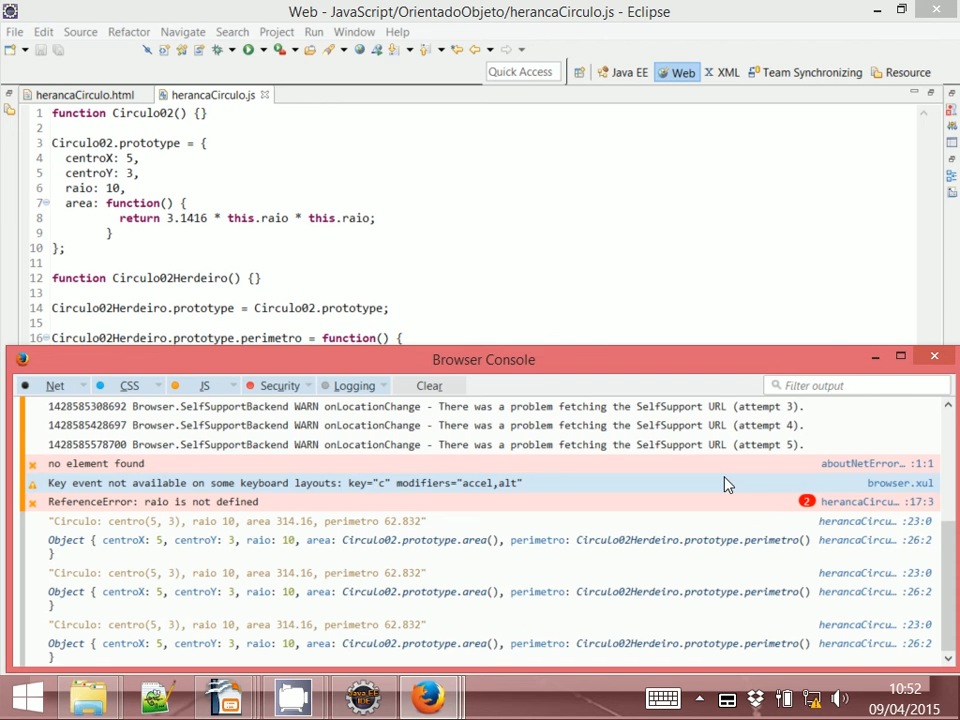 Web - JavaScript/OrientadoObjeto/herancaCirculo.js - Eclipse
File Edit Source Refactor Navigate Search Project Run Window Help
Quick Access Java EE Web XML Team Synchronizing Resource
herancaCirculo.html herancaCirculo.js
1 function Circulo02() {}
2
3 Circulo02.prototype = {
4 centroX: 5,
5 centroY: 3,
6 raio: 10,
7 area: function() {
8 return 3.1416 * this.raio * this.raio;
9 }
10 };
11
12 function Circulo02Herdeiro() {}
13
14 Circulo02Herdeiro.prototype = Circulo02.prototype;
15
16 Circulo02Herdeiro.prototype.perimetro = function() {
Browser Console
Net CSS JS Security Logging Clear Filter output
1428585308692 Browser.SelfSupportBackend WARN onLocationChange - There was a problem fetching the SelfSupport URL (attempt 3).
1428585428697 Browser.SelfSupportBackend WARN onLocationChange - There was a problem fetching the SelfSupport URL (attempt 4).
1428585578700 Browser.SelfSupportBackend WARN onLocationChange - There was a problem fetching the SelfSupport URL (attempt 5).
no element found aboutNetError… :1:1
Key event not available on some keyboard layouts: key="c" modifiers="accel,alt" browser.xul
ReferenceError: raio is not defined 2 herancaCircu… :17:3
"Circulo: centro(5, 3), raio 10, area 314.16, perimetro 62.832" herancaCircu… :23:0
Object { centroX: 5, centroY: 3, raio: 10, area: Circulo02.prototype.area(), perimetro: Circulo02Herdeiro.prototype.perimetro() herancaCircu… :26:2
}
"Circulo: centro(5, 3), raio 10, area 314.16, perimetro 62.832" herancaCircu… :23:0
Object { centroX: 5, centroY: 3, raio: 10, area: Circulo02.prototype.area(), perimetro: Circulo02Herdeiro.prototype.perimetro() herancaCircu… :26:2
}
"Circulo: centro(5, 3), raio 10, area 314.16, perimetro 62.832" herancaCircu… :23:0
Object { centroX: 5, centroY: 3, raio: 10, area: Circulo02.prototype.area(), perimetro: Circulo02Herdeiro.prototype.perimetro() herancaCircu… :26:2
}
Java EE
IDE
10:52
09/04/2015